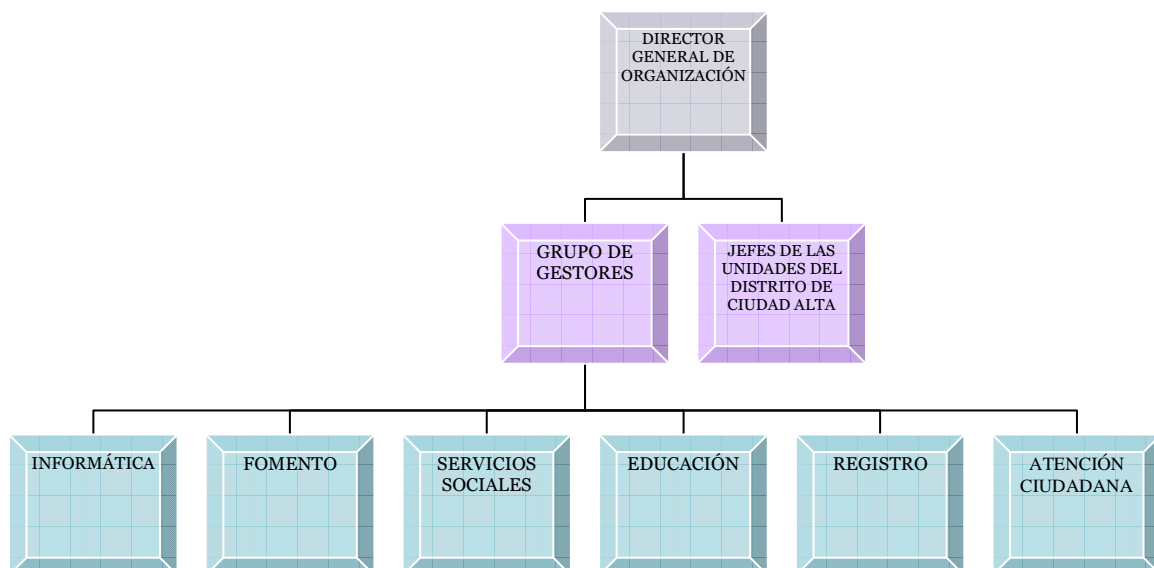 DIRECTOR
GENERAL DE
ORGANIZACIÓN
GRUPO DE
GESTORES
JEFES DE LAS
UNIDADES DEL
DISTRITO DE
CIUDAD ALTA
INFORMÁTICA
FOMENTO
SERVICIOS
SOCIALES
EDUCACIÓN
REGISTRO
ATENCIÓN
CIUDADANA